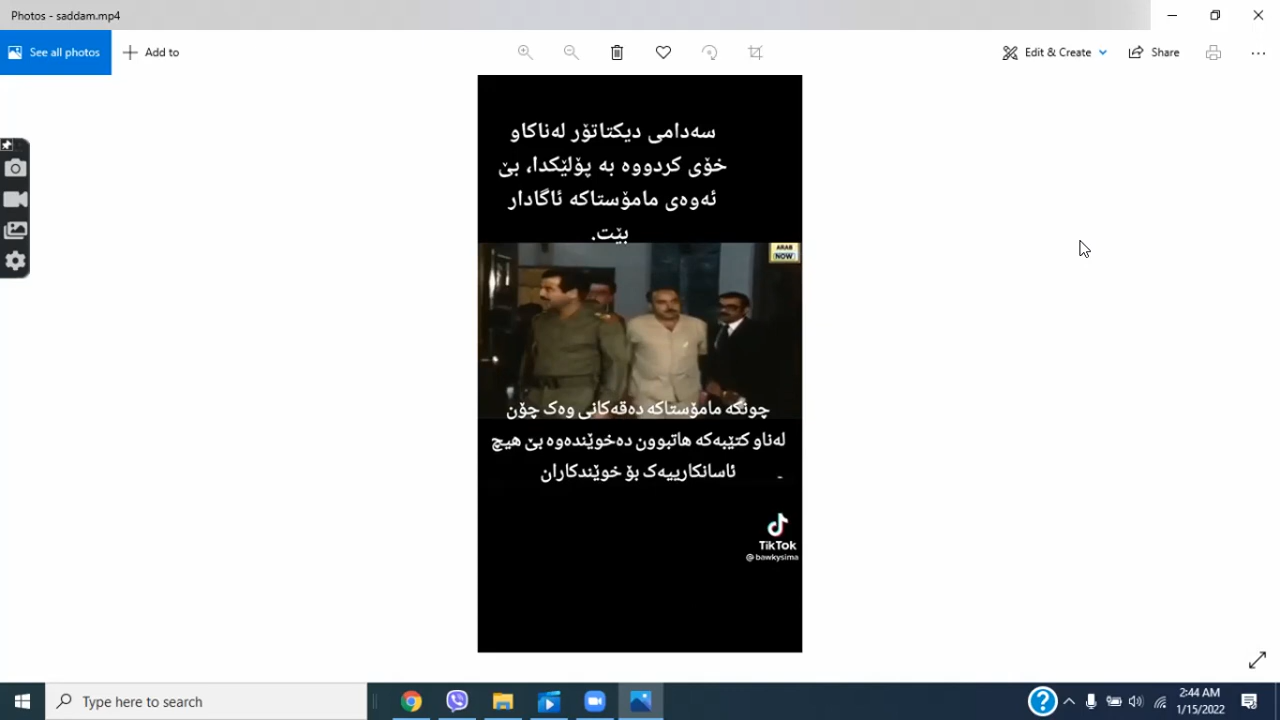 Photos - saddam.mp4
See all photos
Add to
Edit & Create
Share
سەدامی دیکتاتۆر لەناکاو
خۆی کردووە بە پۆلێکدا، بێ
ئەوەی مامۆستاکە ئاگادار
بێت.
ARAB
NOW
چونکە مامۆستاکە دەقەکانی وەک چۆن
لەناو کتێبەکە هاتبوون دەخوێندەوە بێ هیچ
ئاسانکارییەک بۆ خوێندکاران
TikTok
@bawkysima
Type here to search
2:44 AM
1/15/2022